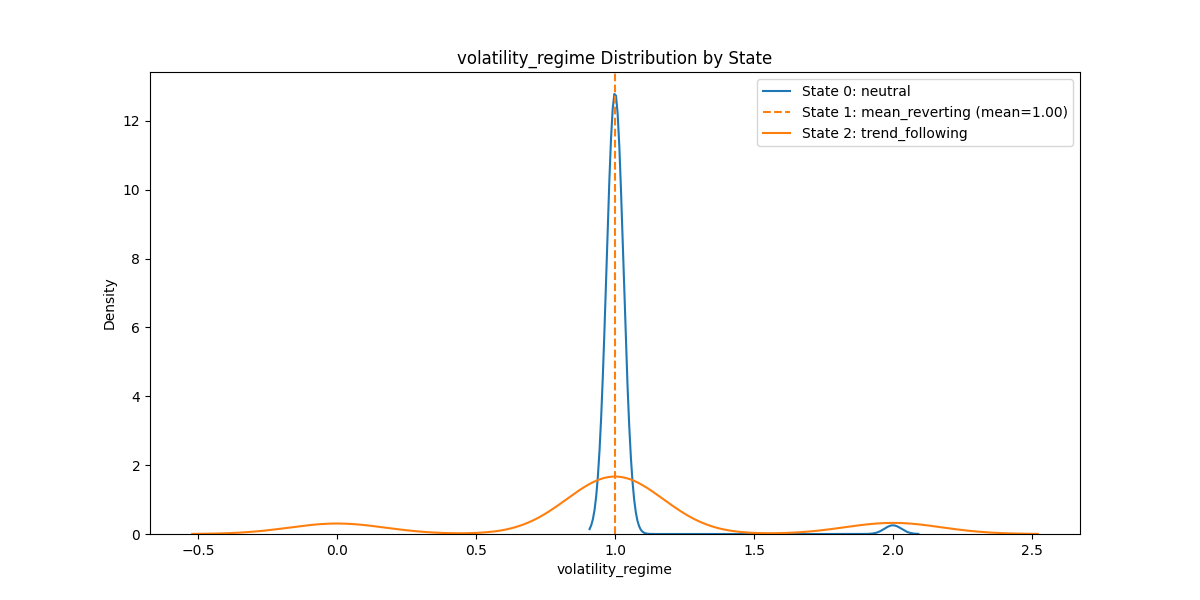 volatility_regime Distribution by State
State 0: neutral
State 1: mean_reverting (mean=1.00)
State 2: trend_following
Density
12
10
8
6
4
2
0
−0.5
0.0
0.5
1.0
1.5
2.0
2.5
volatility_regime